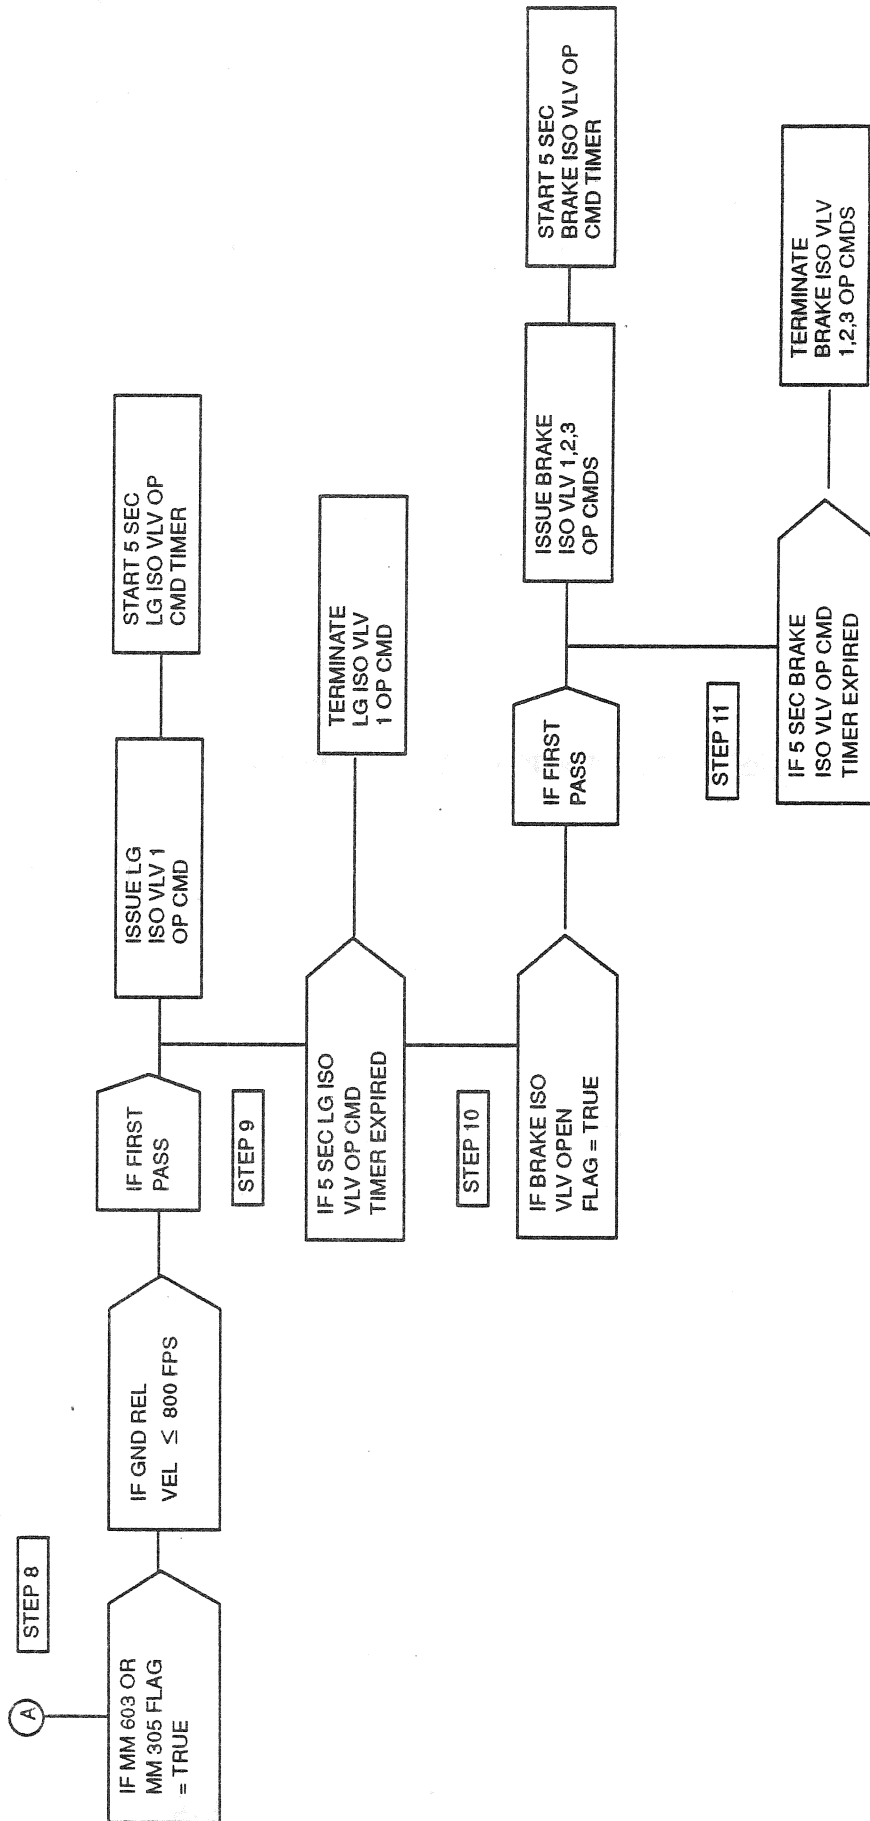 A
STEP 8
IF MM 603 OR
MM 305 FLAG
= TRUE
IF GND REL
VEL ≤ 800 FPS
IF FIRST
PASS
ISSUE LG
ISO VLV 1
OP CMD
START 5 SEC
LG ISO VLV OP
CMD TIMER
STEP 9
IF 5 SEC LG ISO
VLV OP CMD
TIMER EXPIRED
TERMINATE
LG ISO VLV
1 OP CMD
STEP 10
IF BRAKE ISO
VLV OPEN
FLAG = TRUE
IF FIRST
PASS
ISSUE BRAKE
ISO VLV 1,2,3
OP CMDS
START 5 SEC
BRAKE ISO VLV OP
CMD TIMER
STEP 11
IF 5 SEC BRAKE
ISO VLV OP CMD
TIMER EXPIRED
TERMINATE
BRAKE ISO VLV
1,2,3 OP CMDS